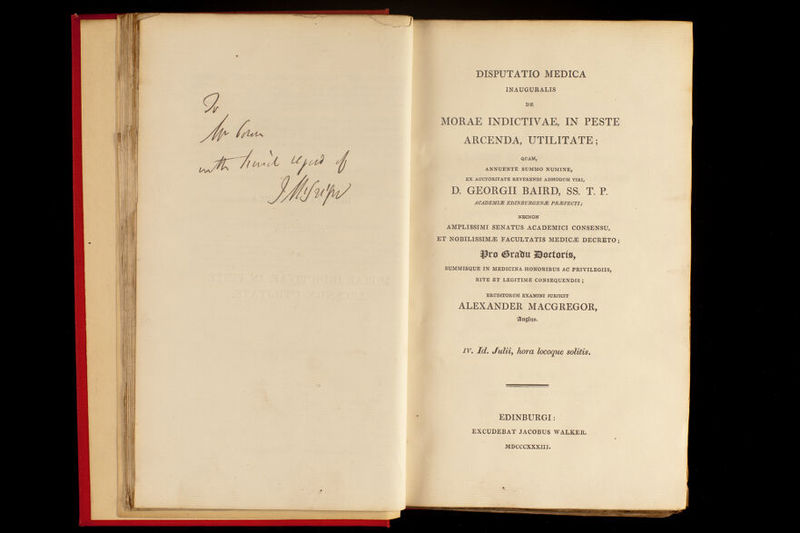 To
with kind regard of
J McGregor
DISPUTATIO MEDICA
INAUGURALIS
DE
MORAE INDICTIVAE, IN PESTE
ARCENDA, UTILITATE;
QUAM,
ANNUENTE SUMMO NUMINE,
EX AUCTORITATE REVERENDI ADMODUM VIRI,
D. GEORGII BAIRD, SS. T. P.
ACADEMIÆ EDINBURGENÆ PRÆFECTI;
NECNON
AMPLISSIMI SENATUS ACADEMICI CONSENSU,
ET NOBILISSIMÆ FACULTATIS MEDICÆ DECRETO;
Pro Gradu Doctoris,
SUMMISQUE IN MEDICINA HONORIBUS AC PRIVILEGIIS,
RITE ET LEGITIME CONSEQUENDIS;
ERUDITORUM EXAMINI SUBJICIT
ALEXANDER MACGREGOR,
Anglus.
IV. Id. Julii, hora locoque solitis.
EDINBURGI:
EXCUDEBAT JACOBUS WALKER.
MDCCCXXXIII.